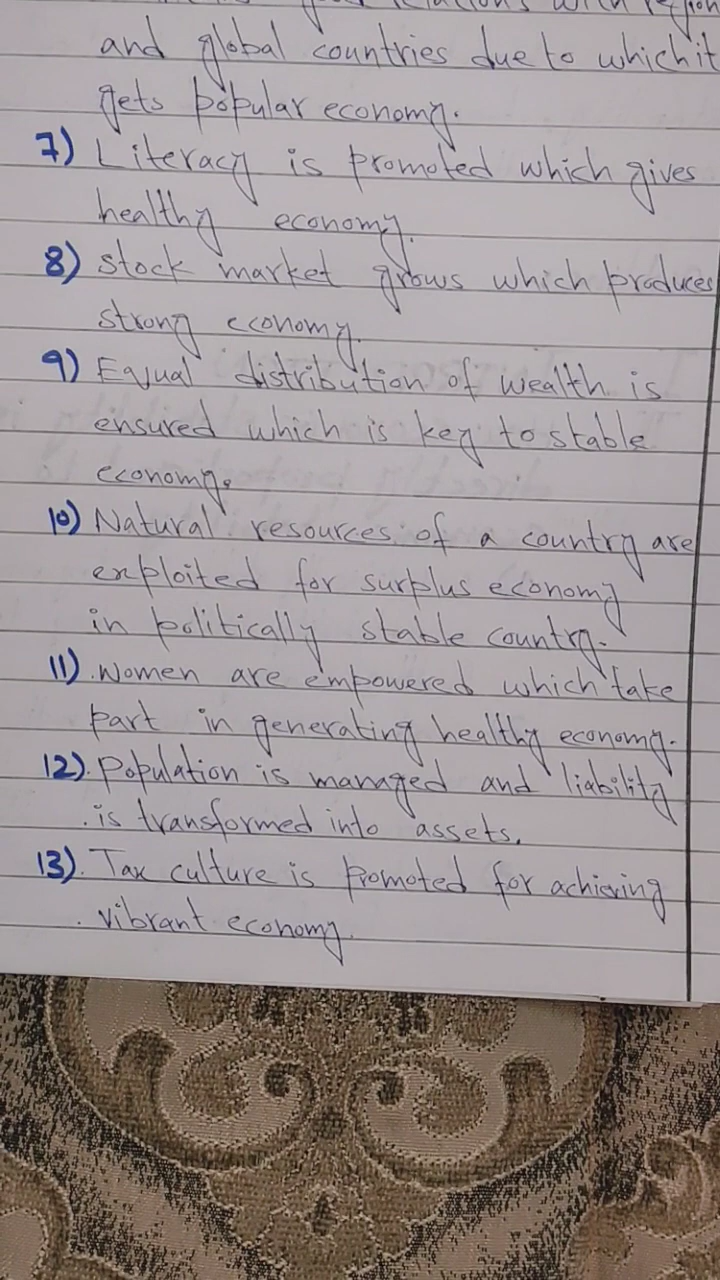 relations with region
and global countries due to which it
gets popular economy.
7) Literacy is promoted which gives
healthy economy.
8) Stock market grows which produces
strong economy.
9) Equal distribution of wealth is
ensured which is key to stable
economy.
10) Natural resources of a country are
exploited for surplus economy
in politically stable country.
11). Women are empowered which take
part in generating healthy economy.
12). Population is managed and liability
is transformed into assets.
13). Tax culture is promoted for achieving
vibrant economy.